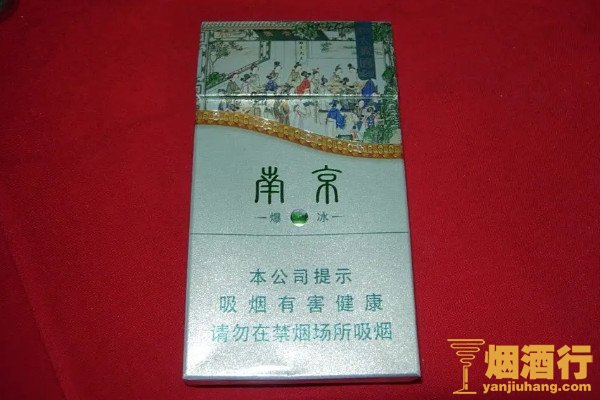 南京
爆 冰
本公司提示
吸烟有害健康
请勿在禁烟场所吸烟
烟酒行
yanjiuhang.com